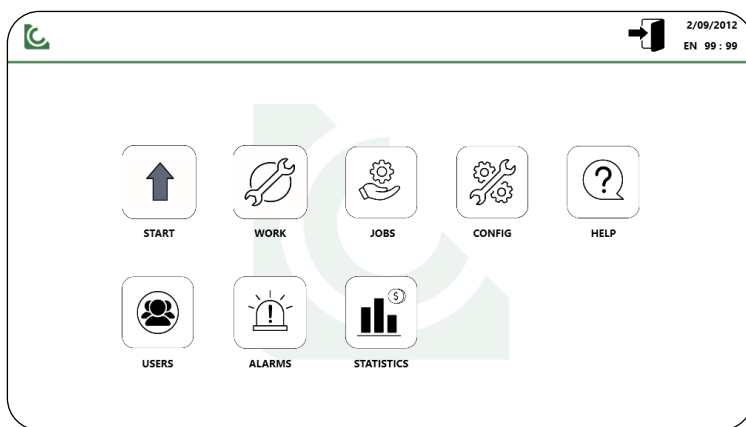 2/09/2012
EN 99 : 99
START
WORK
JOBS
CONFIG
HELP
$
USERS
ALARMS
STATISTICS